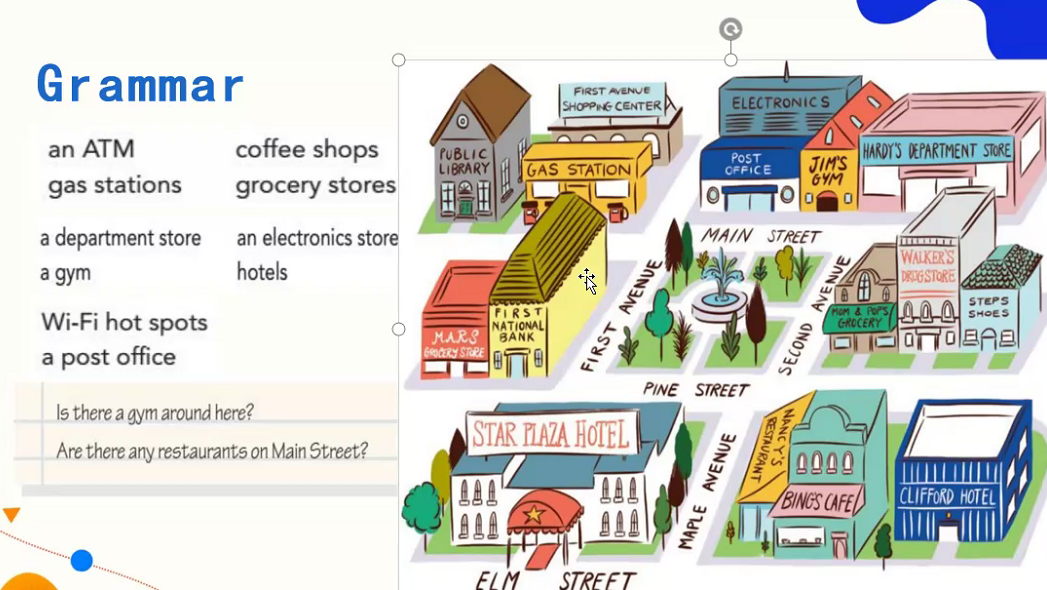 Grammar
an ATM
coffee shops
gas stations
grocery stores
a department store
an electronics store
a gym
hotels
Wi-Fi hot spots
a post office
Is there a gym around here?
Are there any restaurants on Main Street?
PUBLIC
LIBRARY
FIRST AVENUE
SHOPPING CENTER
GAS STATION
ELECTRONICS
POST
OFFICE
JIM'S
GYM
HARDY'S DEPARTMENT STORE
MAIN STREET
MARS
GROCERY STORE
FIRST
NATIONAL
BANK
FIRST AVENUE
SECOND AVENUE
MOM & POP'S
GROCERY
WALKER'S
DRUGSTORE
STEPS
SHOES
PINE STREET
STAR PLAZA HOTEL
MAPLE AVENUE
NANCY'S
RESTAURANT
BING'S CAFE
CLIFFORD HOTEL
ELM STREET